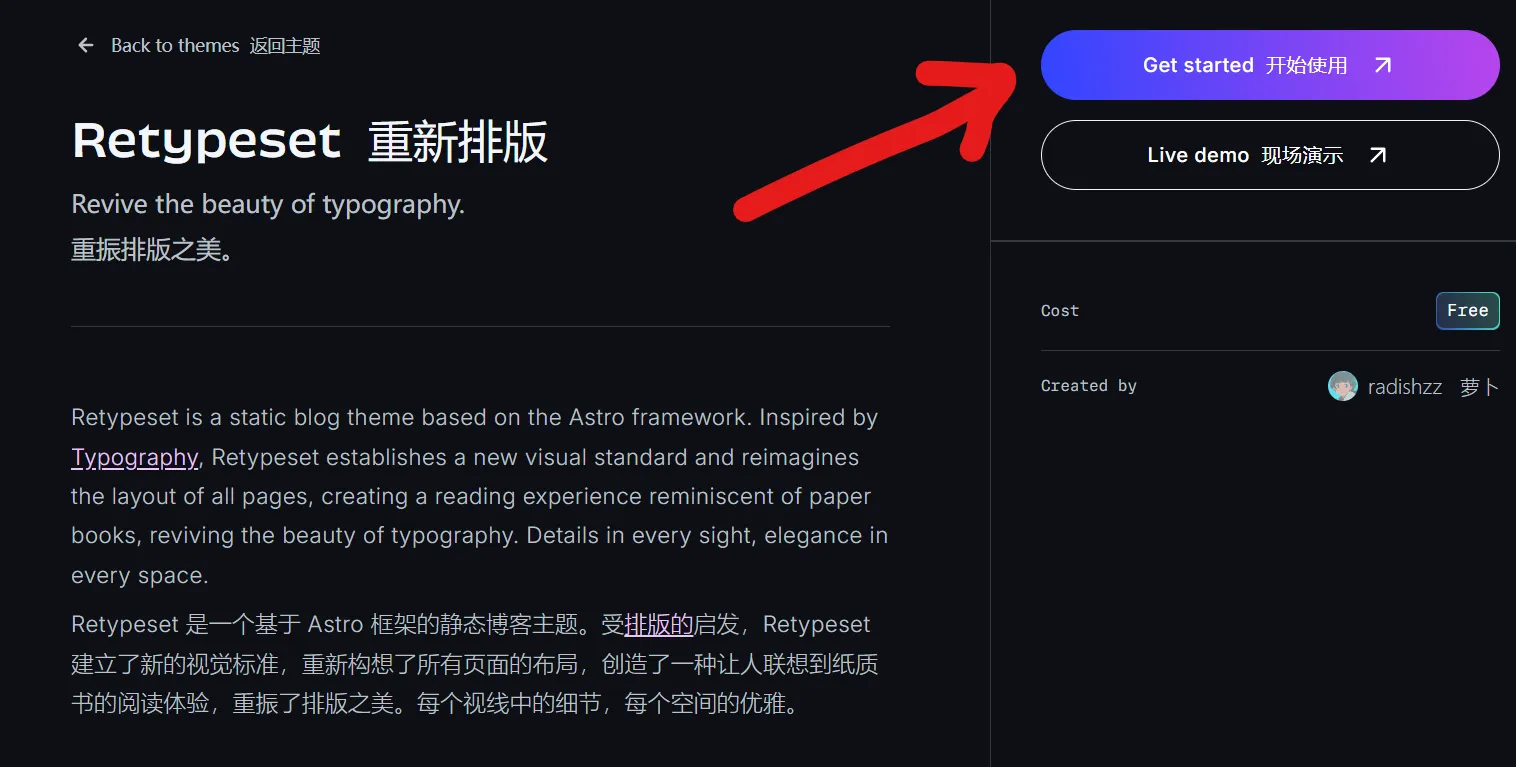 Back to themes 返回主题
Retypeset 重新排版
Revive the beauty of typography.
重振排版之美。
Retypeset is a static blog theme based on the Astro framework. Inspired by
Typography, Retypeset establishes a new visual standard and reimagines
the layout of all pages, creating a reading experience reminiscent of paper
books, reviving the beauty of typography. Details in every sight, elegance in
every space.
Retypeset 是一个基于 Astro 框架的静态博客主题。受排版的启发，Retypeset
建立了新的视觉标准，重新构想了所有页面的布局，创造了一种让人联想到纸质
书的阅读体验，重振了排版之美。每个视线中的细节，每个空间的优雅。
Get started 开始使用
Live demo 现场演示
Cost
Free
Created by
radishzz 萝卜